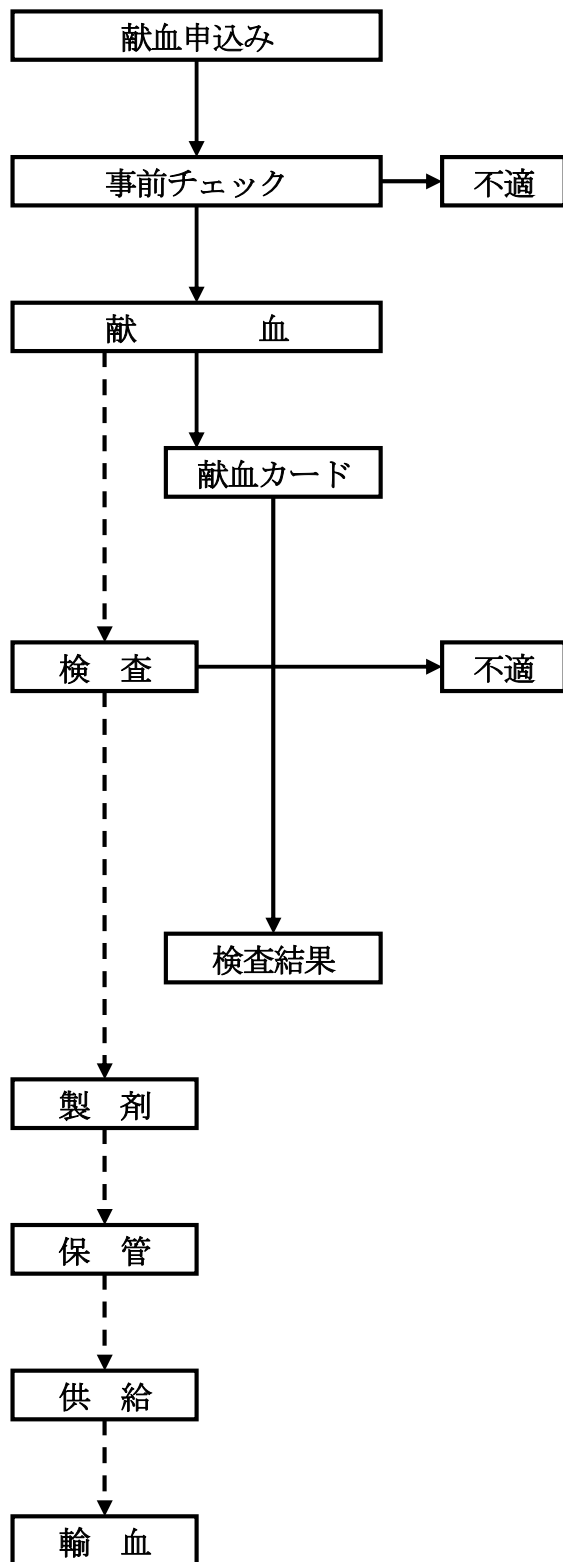 献血申込み
事前チェック
不適
献　　　　血
献血カード
検　査
不適
検査結果
製　剤
保　管
供　給
輸　血